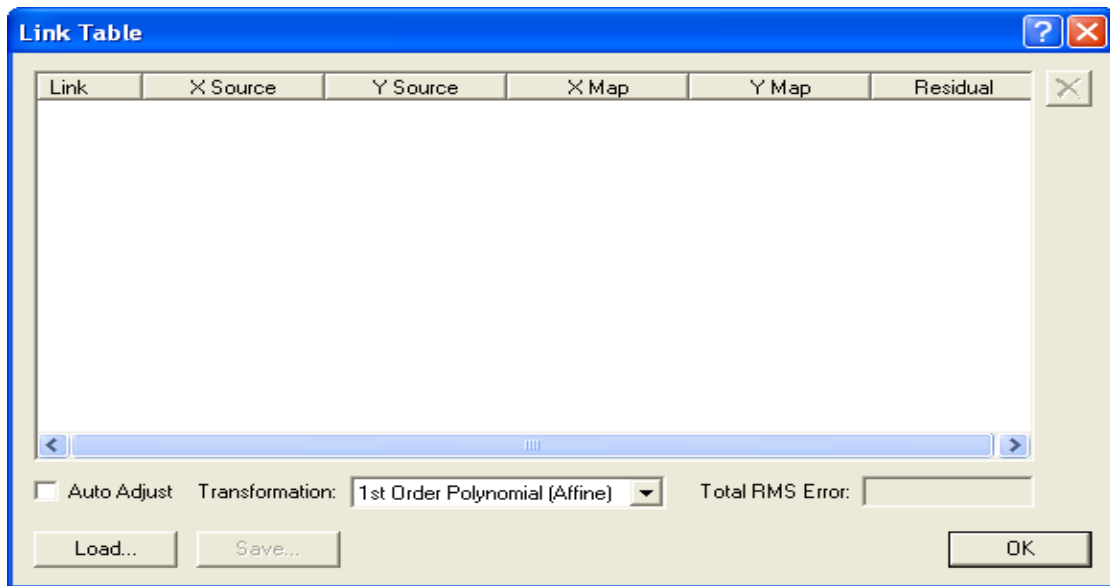 Link Table
Link X Source Y Source X Map Y Map Residual
Auto Adjust Transformation: 1st Order Polynomial (Affine) Total RMS Error:
Load... Save... OK